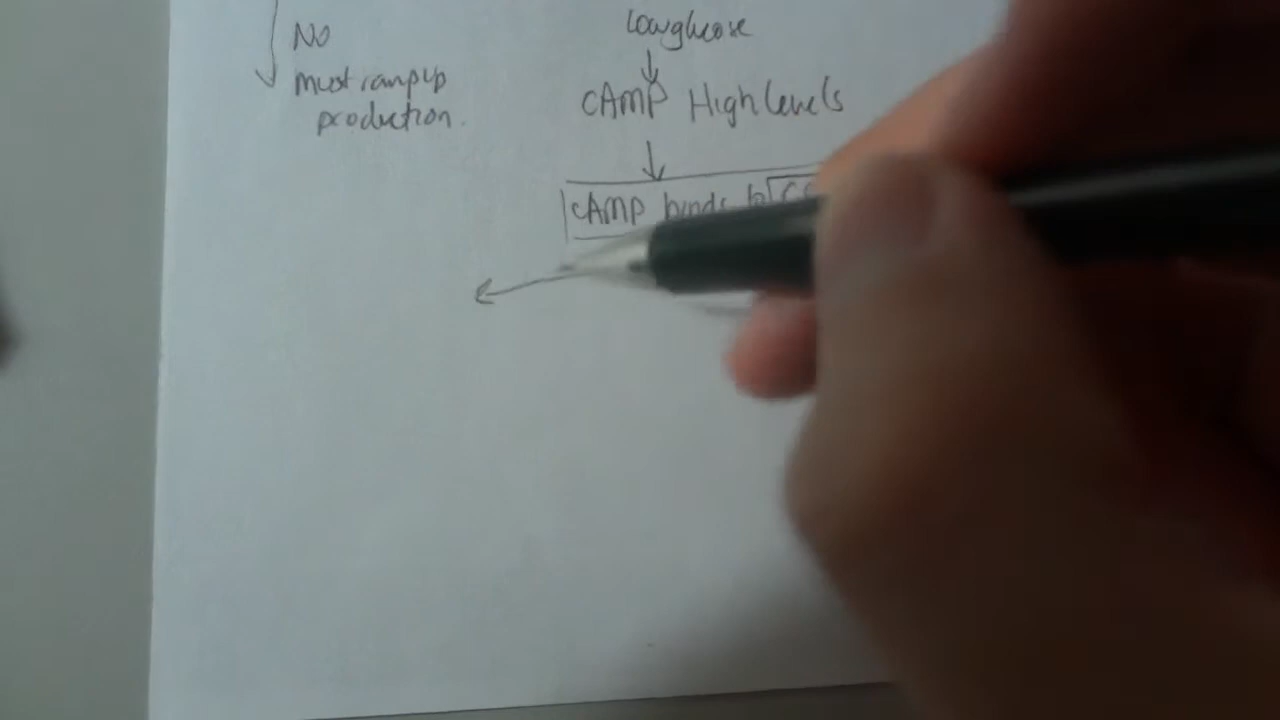 No
must ramp up
production.
low glucose
cAMP High levels
cAMP binds to